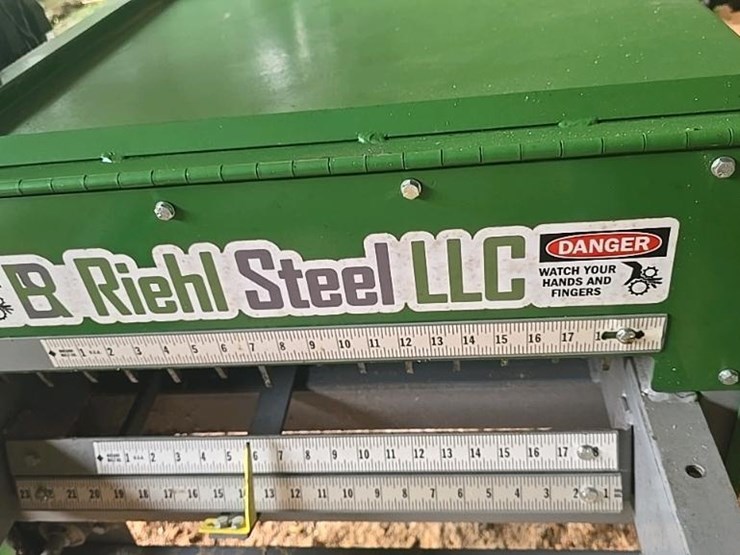 BR Riehl Steel LLC
DANGER
WATCH YOUR
HANDS AND
FINGERS
1 2 3 4 5 6 7 8 9 10 11 12 13 14 15 16 17
1 2 3 4 5 6 7 8 9 10 11 12 13 14 15 16 17
21 20 19 18 17 16 15 13 12 11 10 9 8 7 6 5 4 3 2 1